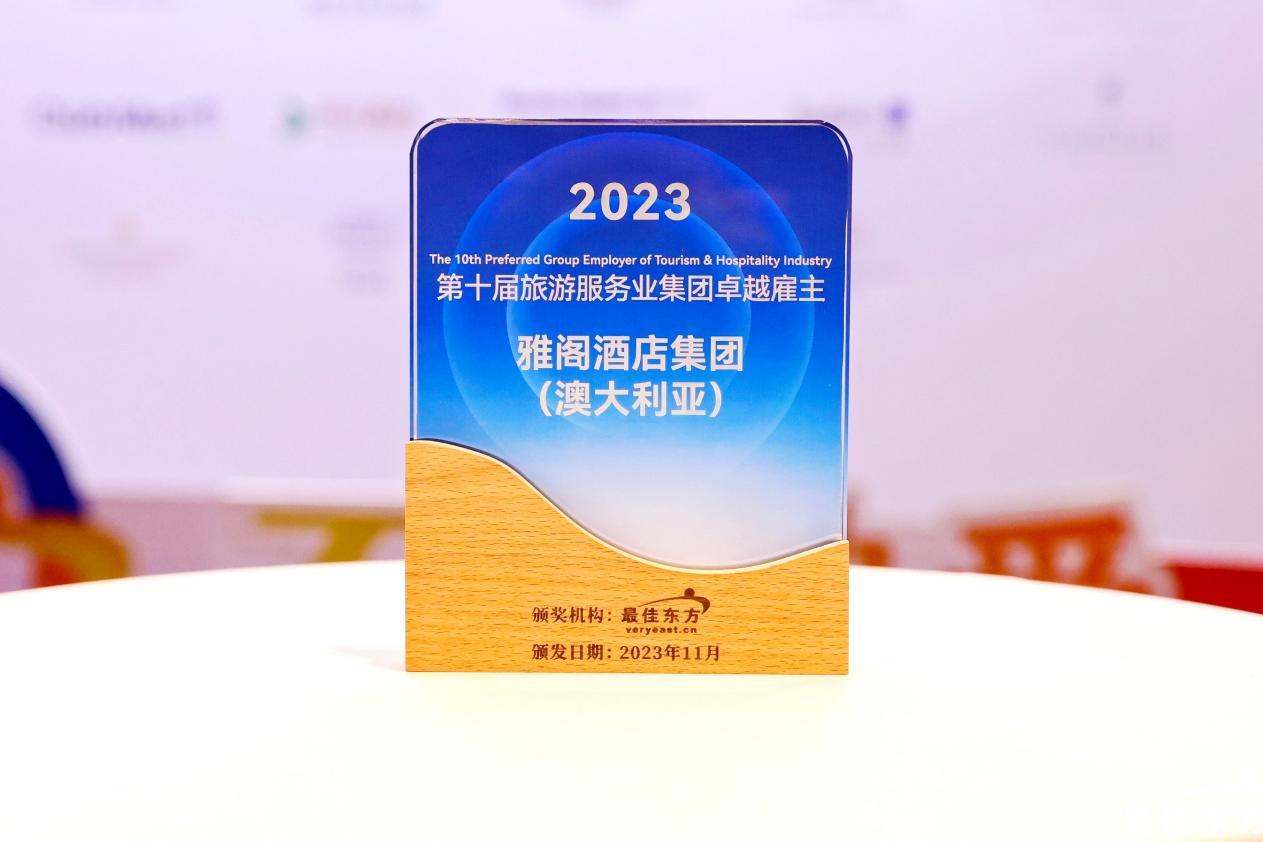 2023
The 10th Preferred Group Employer of Tourism & Hospitality Industry
第十届旅游服务业集团卓越雇主
雅阁酒店集团
（澳大利亚）
颁奖机构：最佳东方
veryeast.cn
颁发日期：2023年11月